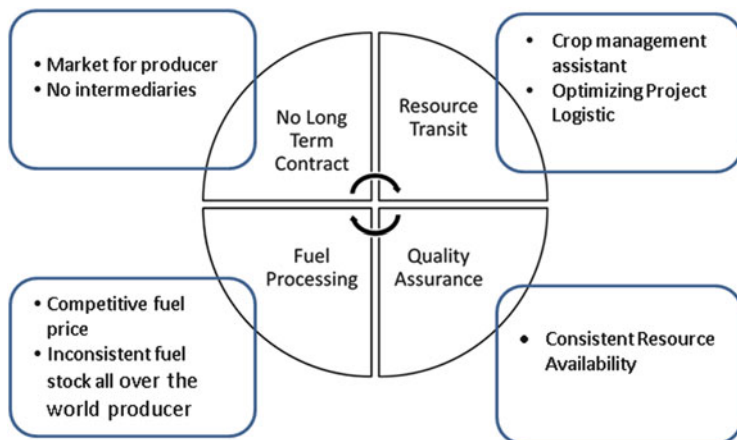 • Market for producer
• No intermediaries
No Long
Term
Contract
Resource
Transit
• Crop management
assistant
• Optimizing Project
Logistic
• Competitive fuel
price
• Inconsistent fuel
stock all over the
world producer
Fuel
Processing
Quality
Assurance
• Consistent Resource
Availability